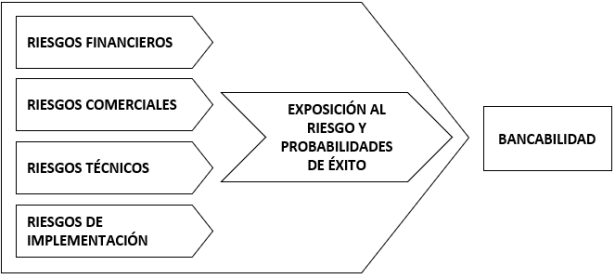 RIESGOS FINANCIEROS
RIESGOS COMERCIALES
RIESGOS TÉCNICOS
RIESGOS DE
IMPLEMENTACIÓN
EXPOSICIÓN AL
RIESGO Y
PROBABILIDADES
DE ÉXITO
BANCABILIDAD